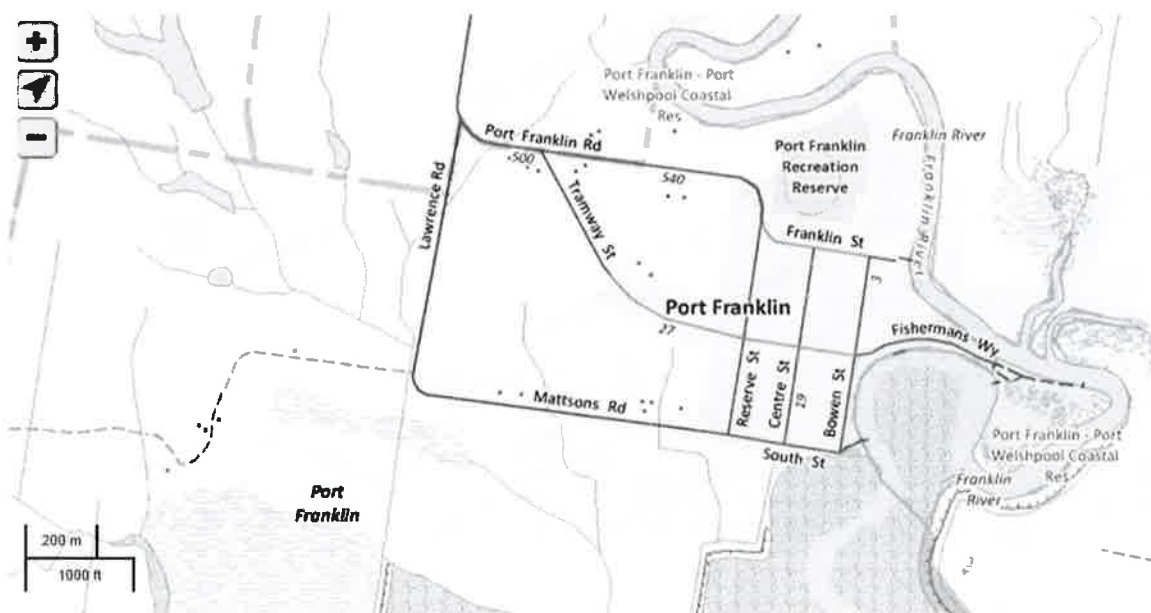 +
−
Port Franklin - Port
Welshpool Coastal
Res
Port Franklin Rd
500
540
Port Franklin
Recreation
Reserve
Franklin River
Franklin River
Lawrence Rd
Tramway St
Franklin St
3
Port Franklin
27
Fishermans Wy
Reserve St
Centre St
19
Bowen St
Mattsons Rd
South St
Port Franklin - Port
Welshpool Coastal
Res
Franklin
River
Port
Franklin
200 m
1000 ft
3